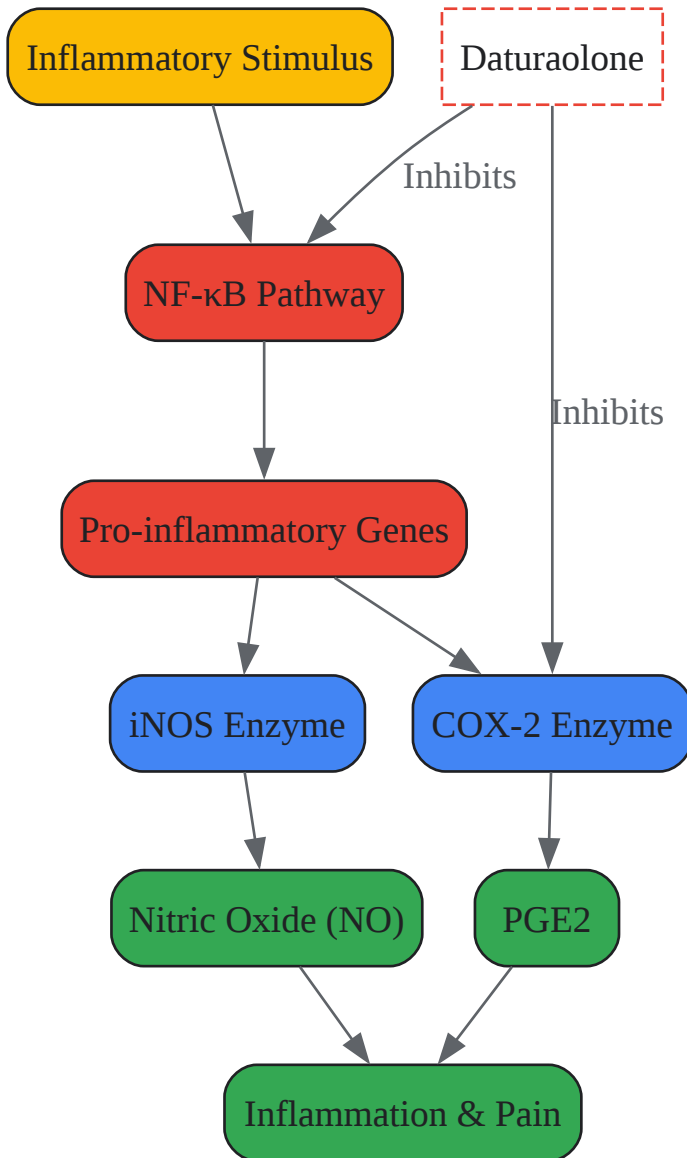 Inflammatory Stimulus
Daturaolone
Inhibits
NF-κB Pathway
Inhibits
Pro-inflammatory Genes
iNOS Enzyme
COX-2 Enzyme
Nitric Oxide (NO)
PGE2
Inflammation & Pain